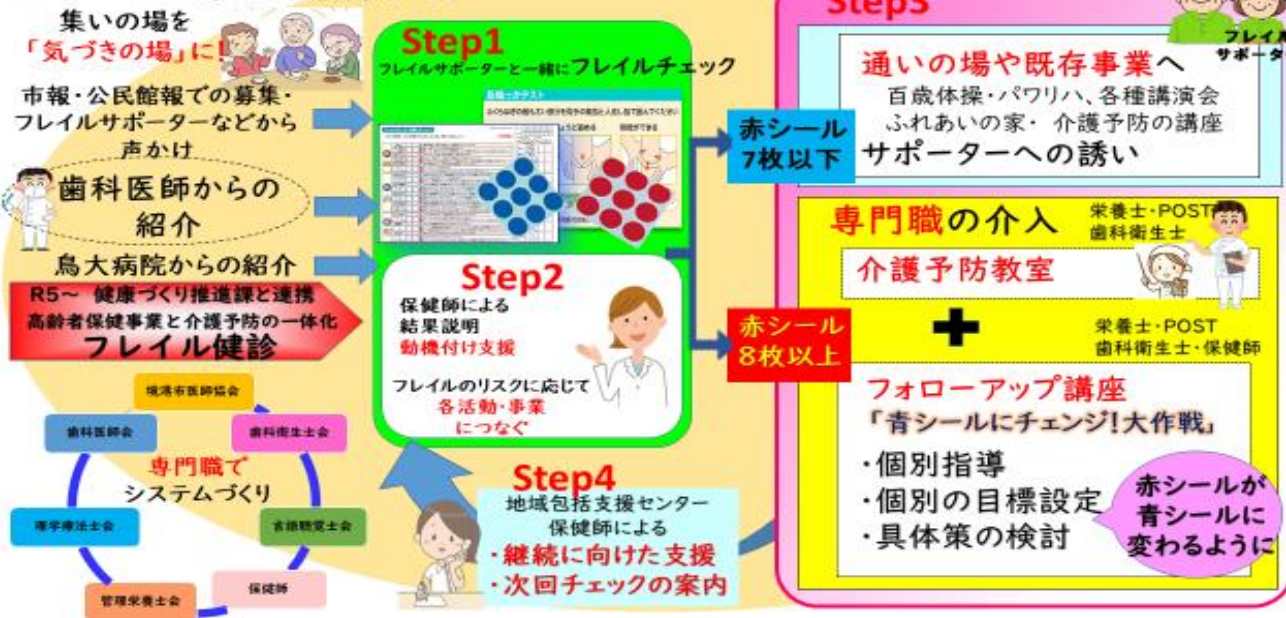 集いの場を
「気づきの場」に!
市報・公民館報での募集・
フレイルサポーターなどから
声かけ
歯科医師からの
紹介
鳥大病院からの紹介
R5～ 健康づくり推進課と連携
高齢者保健事業と介護予防の一体化
フレイル健診
境港市医師協会
歯科医師会
歯科衛生士会
専門職で
システムづくり
理学療法士会
言語聴覚士会
管理栄養士会
保健師
Step1
フレイルサポーターと一緒にフレイルチェック
Step2
保健師による
結果説明
動機付け支援
フレイルのリスクに応じて
各活動・事業
につなぐ
赤シール
7枚以下
赤シール
8枚以上
Step3
フレイル
サポーター
通いの場や既存事業へ
百歳体操・パワリハ、各種講演会
ふれあいの家・ 介護予防の講座
サポーターへの誘い
専門職の介入
栄養士・POST
歯科衛生士
介護予防教室
＋
栄養士・POST
歯科衛生士・保健師
フォローアップ講座
「青シールにチェンジ!大作戦」
・個別指導
・個別の目標設定
・具体策の検討
赤シールが
青シールに
変わるように
Step4
地域包括支援センター
保健師による
・継続に向けた支援
・次回チェックの案内